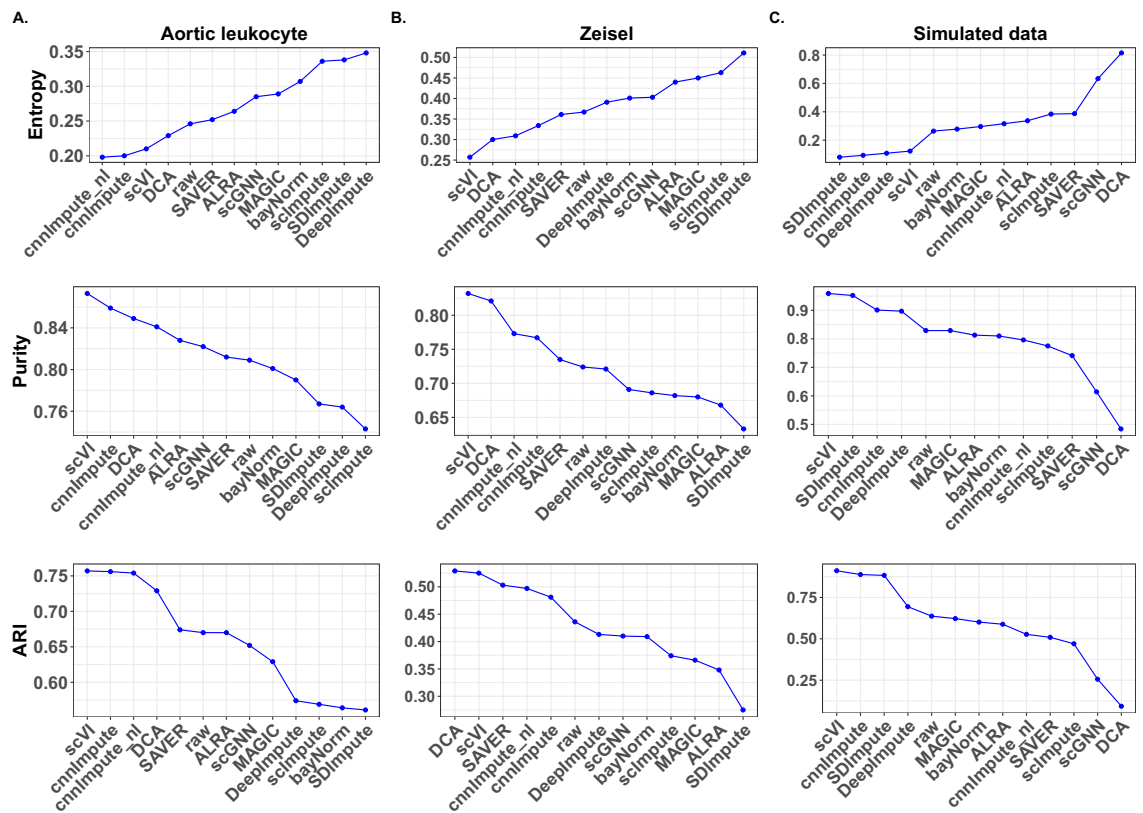 A.
B.
C.
Aortic leukocyte
Zeisel
Simulated data
Entropy
0.35
0.30
0.25
0.20
cnnImpute_nl
cnnImpute
scVI
DCA
raw
SAVER
ALRA
scGNN
MAGIC
bayNorm
scImpute
SDImpute
DeepImpute
0.50
0.45
0.40
0.35
0.30
0.25
scVI
DCA
cnnImpute_nl
cnnImpute
SAVER
raw
DeepImpute
bayNorm
scGNN
ALRA
MAGIC
scImpute
SDImpute
0.8
0.6
0.4
0.2
SDImpute
cnnImpute
DeepImpute
scVI
raw
bayNorm
MAGIC
cnnImpute_nl
ALRA
scImpute
SAVER
scGNN
DCA
Purity
0.84
0.80
0.76
scVI
cnnImpute
DCA
cnnImpute_nl
ALRA
scGNN
SAVER
raw
bayNorm
MAGIC
SDImpute
DeepImpute
scImpute
0.80
0.75
0.70
0.65
scVI
DCA
cnnImpute_nl
cnnImpute
SAVER
raw
DeepImpute
scGNN
scImpute
bayNorm
MAGIC
ALRA
SDImpute
0.9
0.8
0.7
0.6
0.5
scVI
SDImpute
cnnImpute
DeepImpute
raw
MAGIC
ALRA
bayNorm
cnnImpute_nl
scImpute
SAVER
scGNN
DCA
ARI
0.75
0.70
0.65
0.60
scVI
cnnImpute
cnnImpute_nl
DCA
SAVER
raw
ALRA
scGNN
MAGIC
DeepImpute
scImpute
bayNorm
SDImpute
0.50
0.45
0.40
0.35
0.30
DCA
scVI
SAVER
cnnImpute_nl
cnnImpute
raw
DeepImpute
scGNN
bayNorm
scImpute
MAGIC
ALRA
SDImpute
0.75
0.50
0.25
scVI
cnnImpute
SDImpute
DeepImpute
raw
MAGIC
bayNorm
ALRA
cnnImpute_nl
SAVER
scImpute
scGNN
DCA